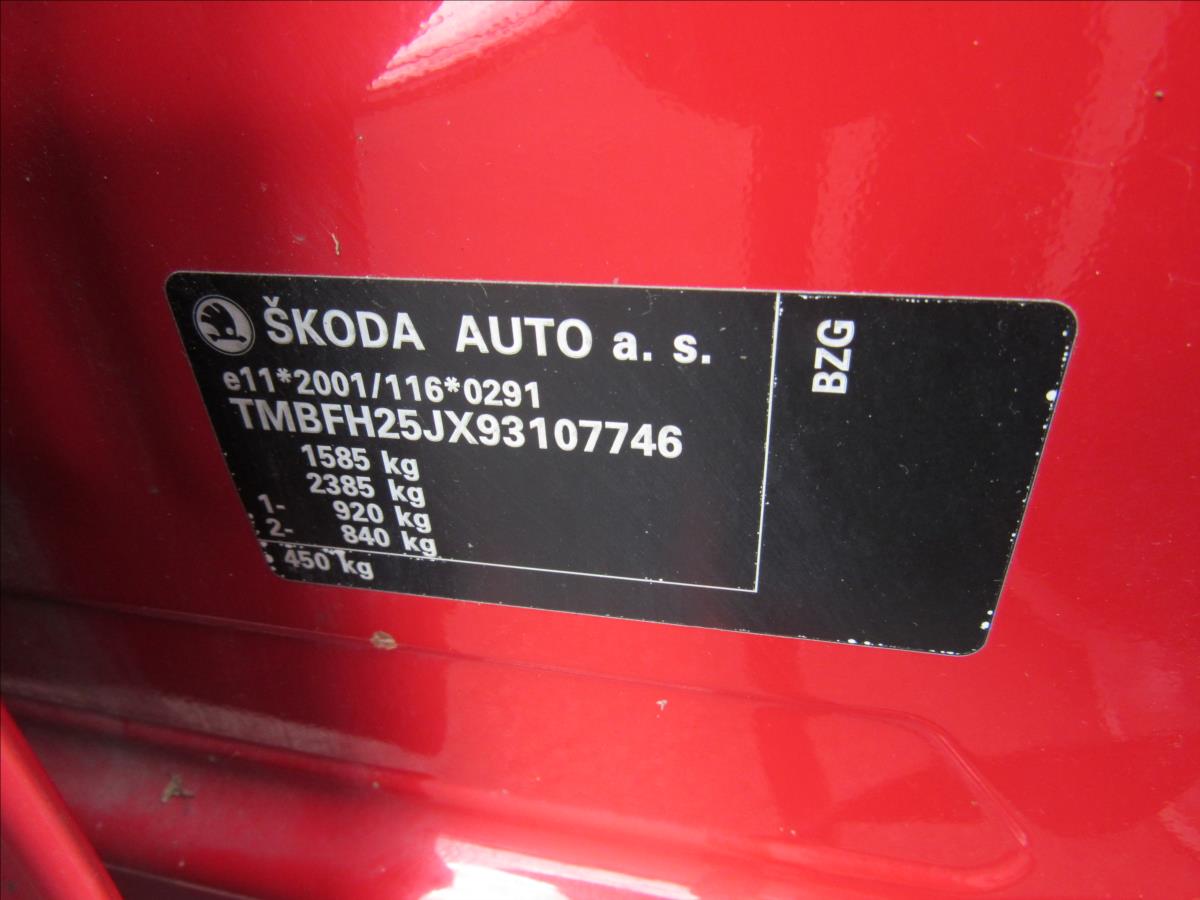 ŠKODA AUTO a. s.
e11*2001/116*0291
TMBFH25JX93107746
1585 kg
2385 kg
1- 920 kg
2- 840 kg
450 kg
BZG